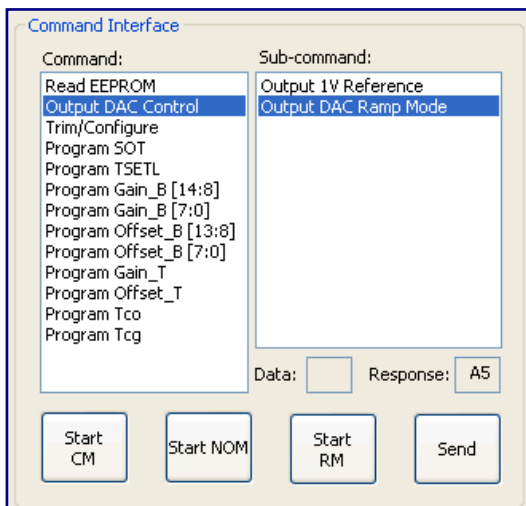 Command Interface
Command:
Sub-command:
Read EEPROM
Output DAC Control
Trim/Configure
Program SOT
Program TSETL
Program Gain_B [14:8]
Program Gain_B [7:0]
Program Offset_B [13:8]
Program Offset_B [7:0]
Program Gain_T
Program Offset_T
Program Tco
Program Tcg
Output 1V Reference
Output DAC Ramp Mode
Data:
Response: A5
Start
CM
Start NOM
Start
RM
Send